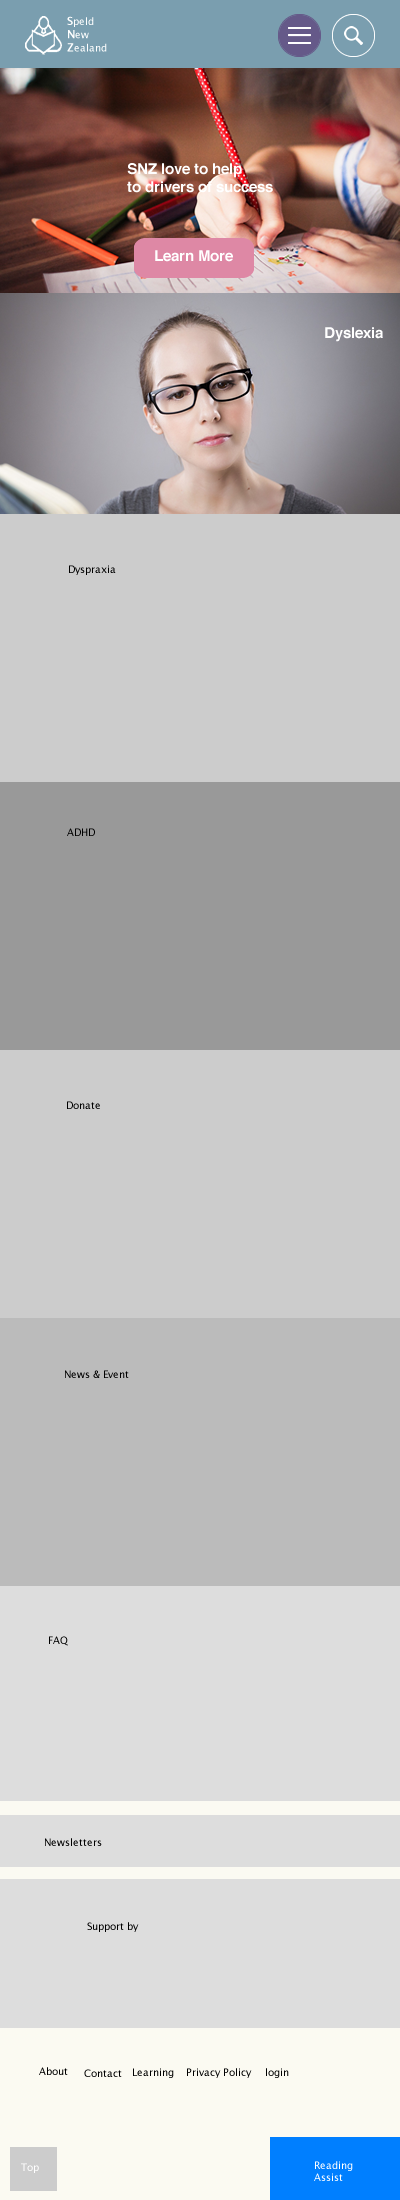 Speld
New
Zealand
SNZ love to help
to drivers of success
Learn More
Dyslexia
Dyspraxia
ADHD
Donate
News & Event
FAQ
Newsletters
Support by
About Contact Learning Privacy Policy login
Top
Reading
Assist